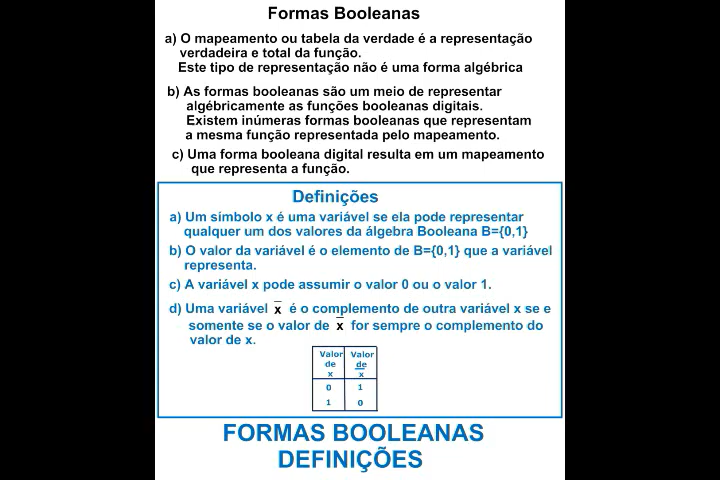 Formas Booleanas
a) O mapeamento ou tabela da verdade é a representação
verdadeira e total da função.
Este tipo de representação não é uma forma algébrica
b) As formas booleanas são um meio de representar
algébricamente as funções booleanas digitais.
Existem inúmeras formas booleanas que representam
a mesma função representada pelo mapeamento.
c) Uma forma booleana digital resulta em um mapeamento
que representa a função.
Definições
a) Um símbolo x é uma variável se ela pode representar
qualquer um dos valores da álgebra Booleana B={0,1}
b) O valor da variável é o elemento de B={0,1} que a variável
representa.
c) A variável x pode assumir o valor 0 ou o valor 1.
d) Uma variável x̅ é o complemento de outra variável x se e
somente se o valor de x̅ for sempre o complemento do
valor de x.
Valor de x Valor de x̅
0 1
1 0
FORMAS BOOLEANAS
DEFINIÇÕES